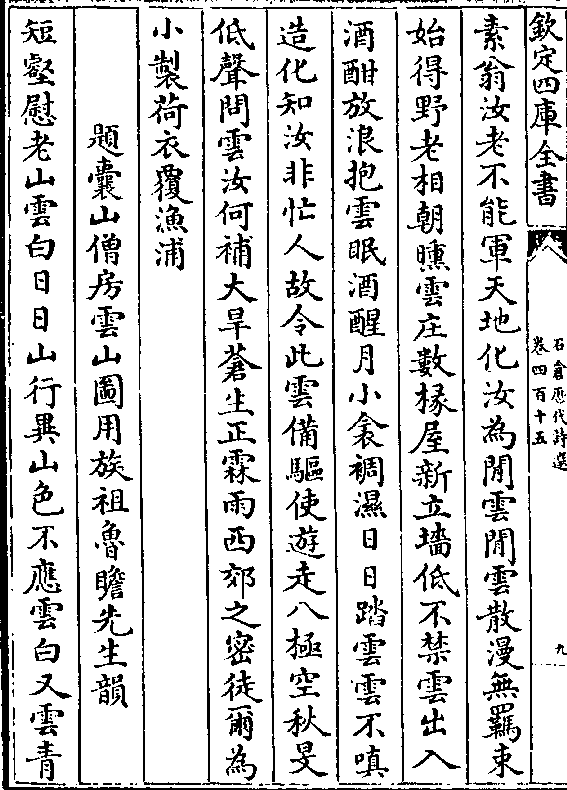 欽定四庫全書
石倉歴代詩選
卷四百十五
九
素翁汝老不能軍天地化汝為閒雲閒雲散漫無羈束
始得野老相朝曛雲庄數椽屋新立墻低不禁雲出入
酒酣放浪抱雲眠酒醒月小衾裯濕日日踏雲雲不嗔
造化知汝非忙人故令此雲備驅使遊走八極空秋旻
低聲問雲汝何補大旱蒼生正霖雨西郊之密徒爾為
小製荷衣覆漁浦
題囊山僧房雲山圖用族祖魯瞻先生韻
短壑慰老山雲白日日山行異山色不應雲白又雲青